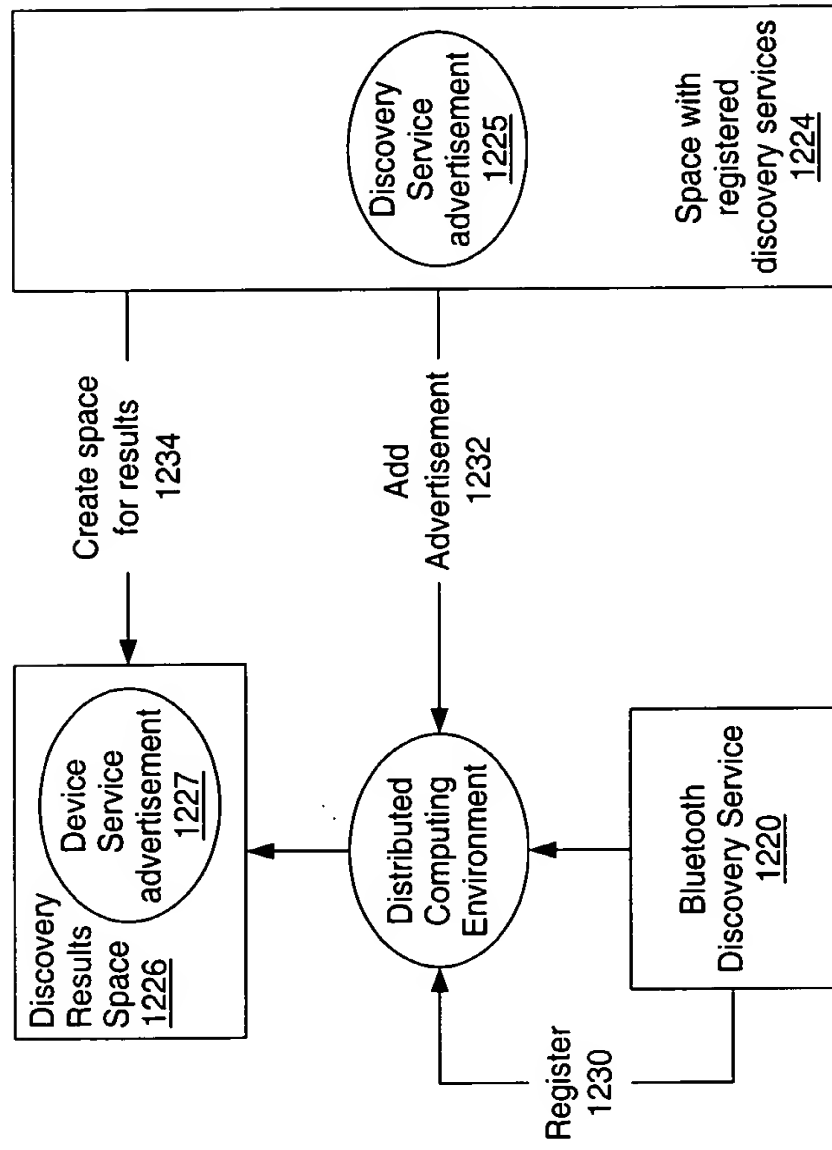 Discovery
Results
Space
1226
Device
Service
advertisement
1227
Create space
for results
1234
Distributed
Computing
Environment
Add
Advertisement
1232
Discovery
Service
advertisement
1225
Space with
registered
discovery services
1224
Register
1230
Bluetooth
Discovery Service
1220